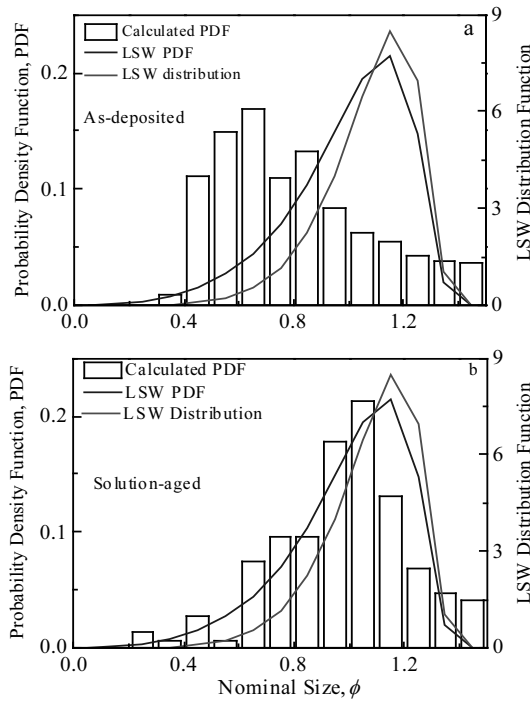 a
Calculated PDF
LSW PDF
LSW distribution
As-deposited
Probability Density Function, PDF
LSW Distribution Function
0.2
0.1
0.0
9
6
3
0
0.0 0.4 0.8 1.2
b
Calculated PDF
LSW PDF
LSW Distribution
Solution-aged
Probability Density Function, PDF
LSW Distribution Function
0.2
0.1
0.0
9
6
3
0
0.0 0.4 0.8 1.2
Nominal Size, ϕ